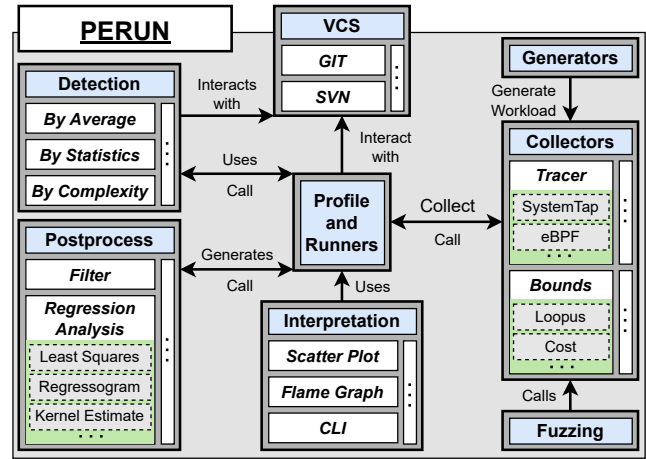 PERUN
VCS
GIT
SVN
...
Detection
By Average
By Statistics
By Complexity
...
Interacts
with
Interact
with
Uses
Call
Generators
Generate
Workload
Collectors
Tracer
SystemTap
eBPF
...
...
Bounds
Loopus
Cost
...
...
Profile
and
Runners
Collect
Call
Postprocess
Filter
Regression
Analysis
Least Squares
Regressogram
Kernel Estimate
...
...
Generates
Call
Uses
Interpretation
Scatter Plot
Flame Graph
CLI
...
Calls
Fuzzing